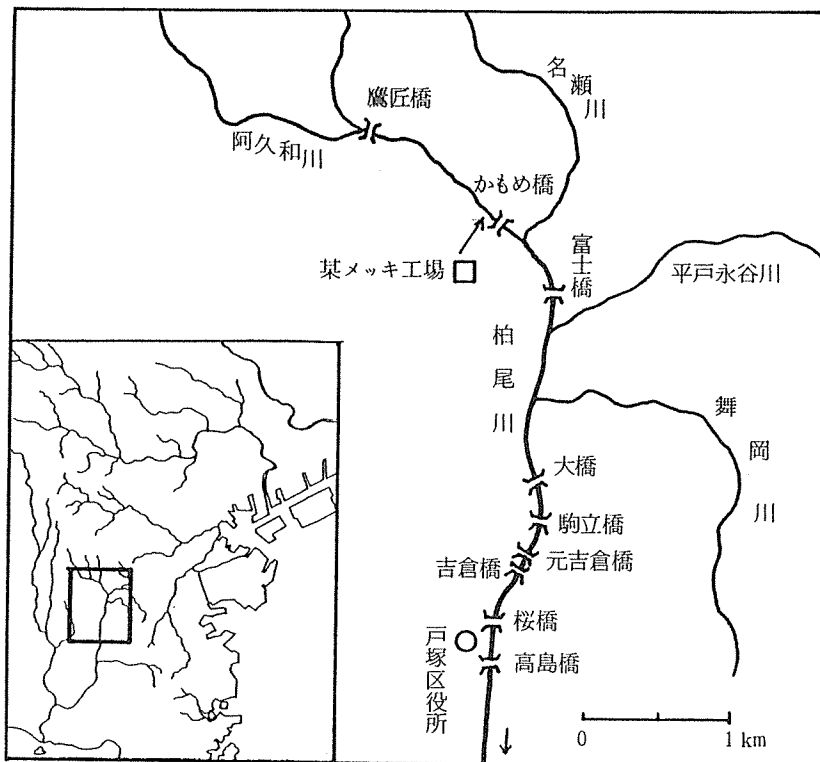 名瀬川
鷹匠橋
阿久和川
かもめ橋
富士橋
某メッキ工場
平戸永谷川
柏尾川
舞岡川
大橋
駒立橋
元吉倉橋
吉倉橋
桜橋
戸塚区役所
高島橋
0 1 km